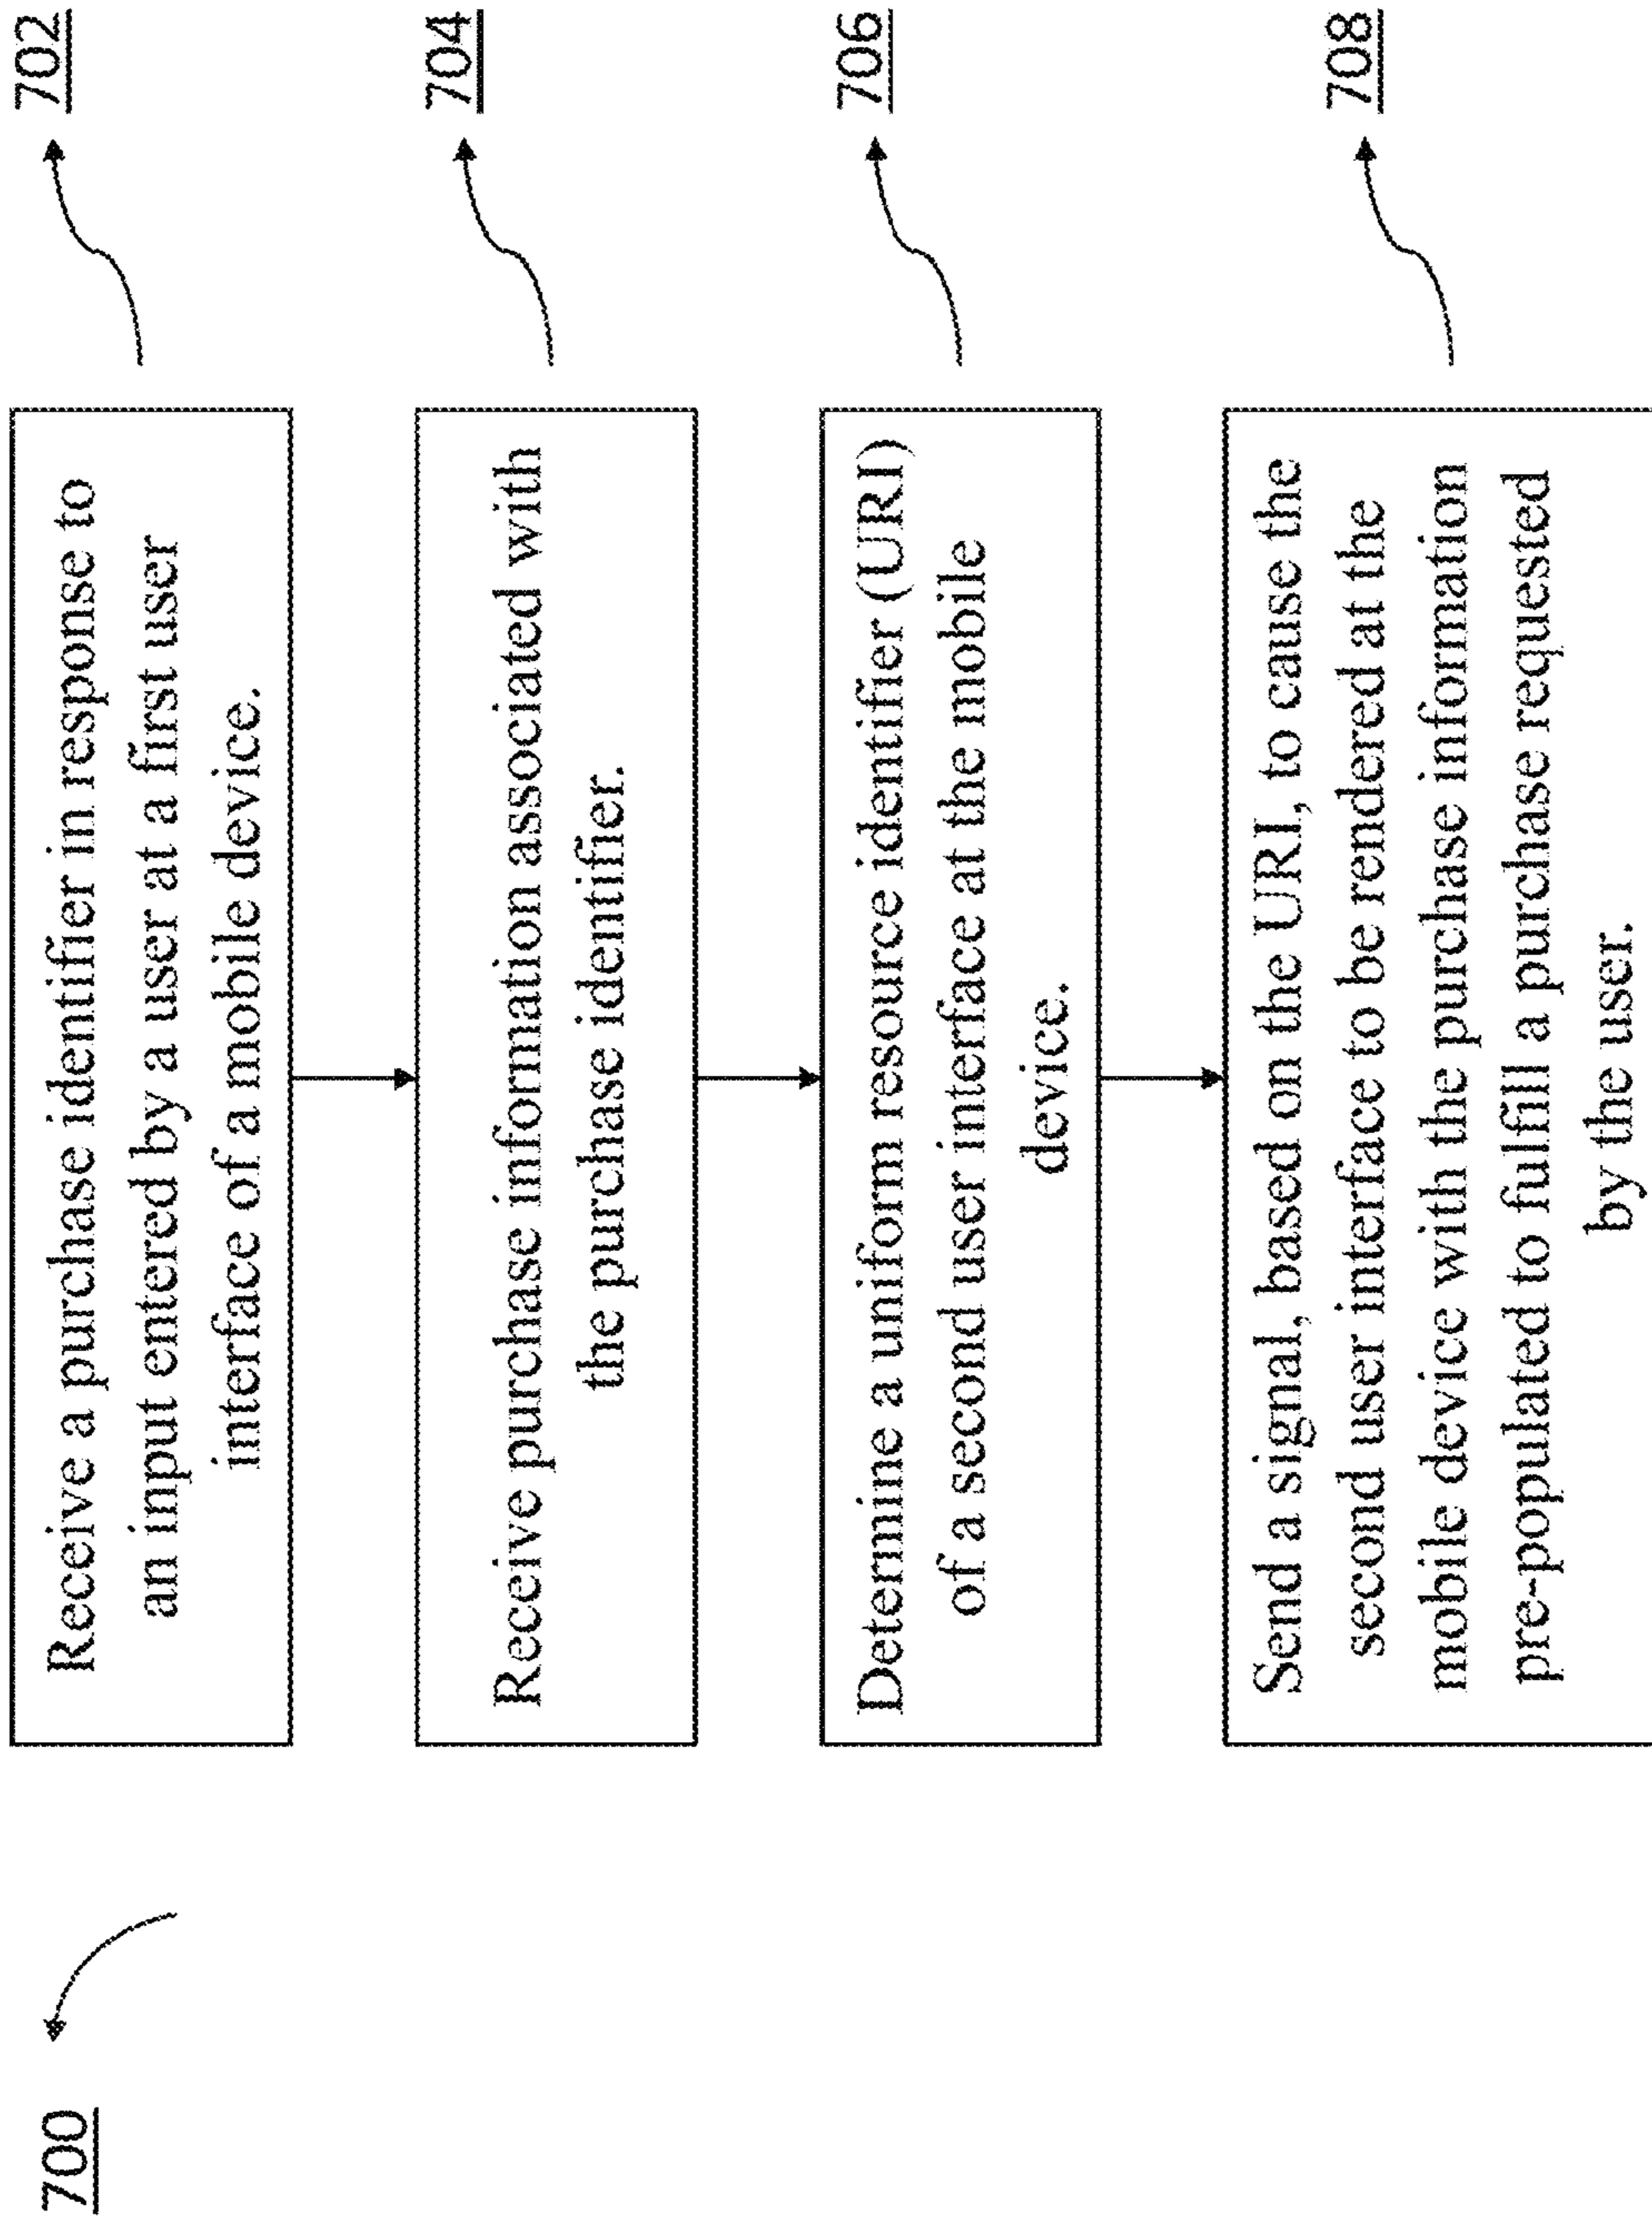 700
702
Receive a purchase identifier in response to
an input entered by a user at a first user
interface of a mobile device.
704
Receive purchase information associated with
the purchase identifier.
706
Determine a uniform resource identifier (URI)
of a second user interface at the mobile
device.
708
Send a signal, based on the URI, to cause the
second user interface to be rendered at the
mobile device with the purchase information
pre-populated to fulfill a purchase requested
by the user.